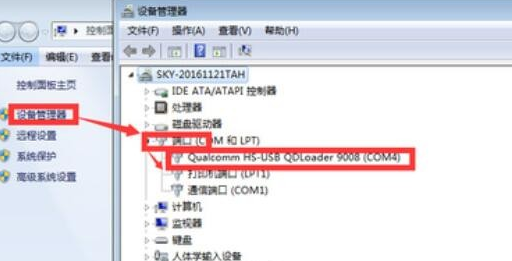 设备管理器
文件(F) 操作(A) 查看(V) 帮助(H)
控制
文件(F) 编辑(E) 查看
控制面板主页
设备管理器
远程设置
系统保护
高级系统设置
SKY-20161121TAH
IDE ATA/ATAPI 控制器
处理器
磁盘驱动器
端口 (COM 和 LPT)
Qualcomm HS-USB QDLoader 9008 (COM4)
打印机端口 (LPT1)
通信端口 (COM1)
计算机
监视器
键盘
人体学输入设备